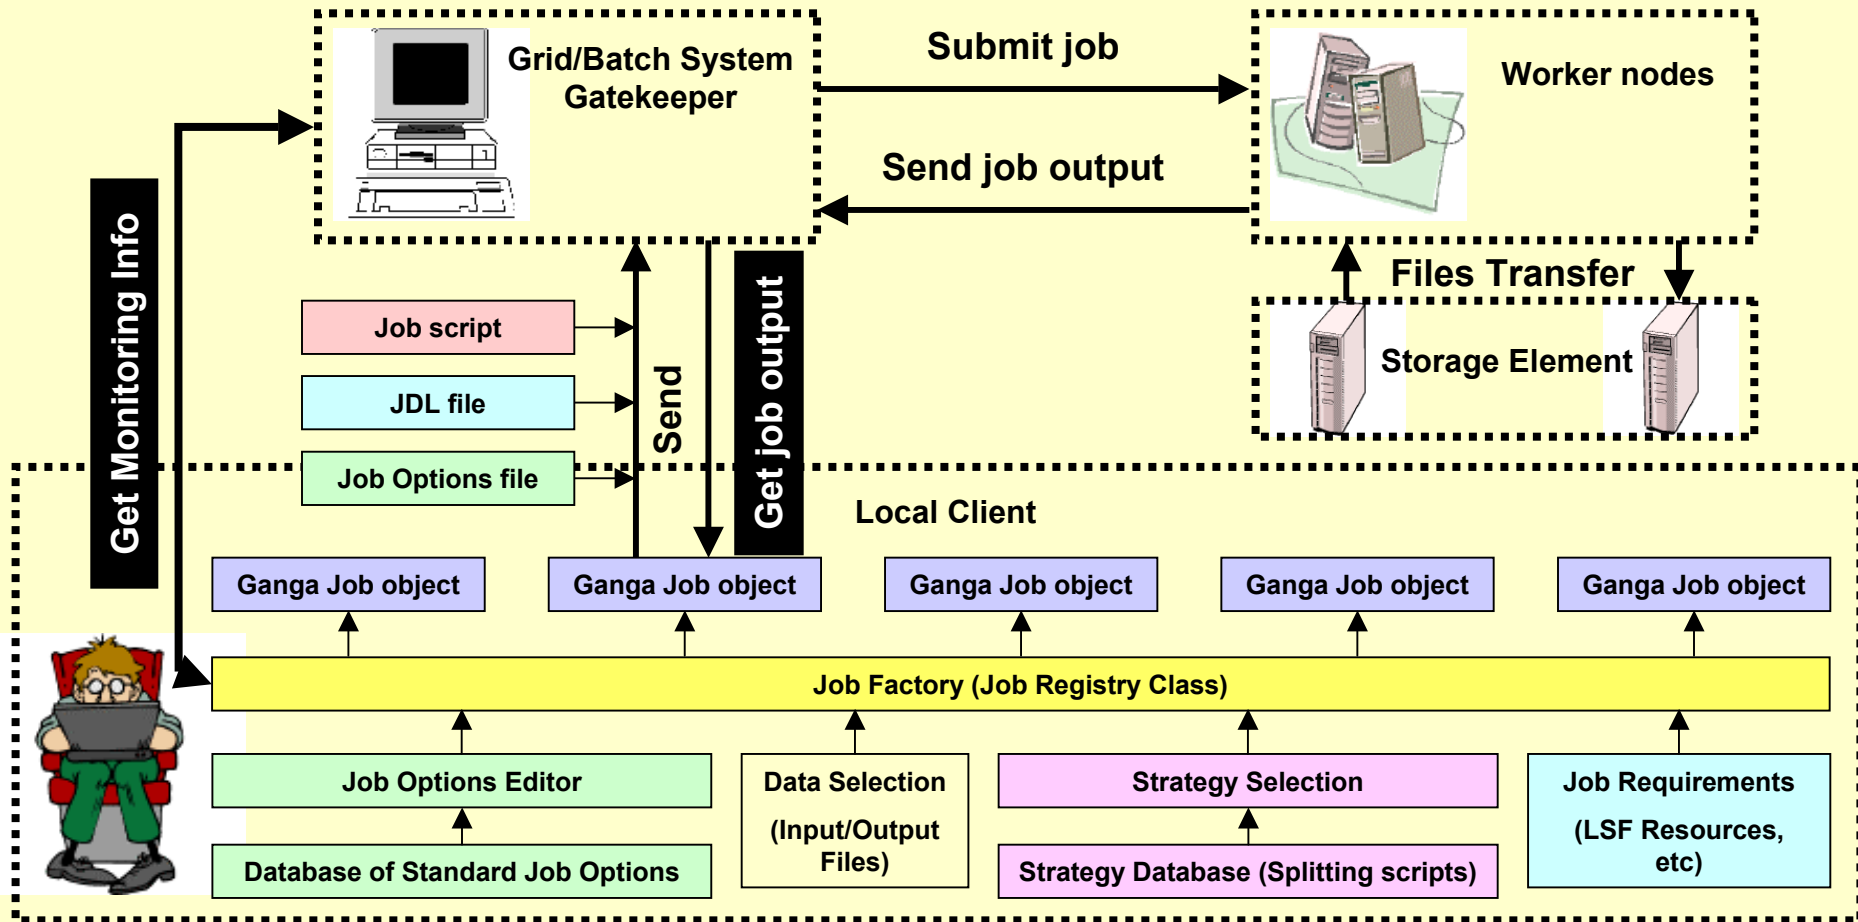 Grid/Batch System
Gatekeeper
Submit job
Worker nodes
Send job output
Get Monitoring Info
Files Transfer
Job script
JDL file
Job Options file
Send
Get job output
Storage Element
Local Client
Ganga Job object
Ganga Job object
Ganga Job object
Ganga Job object
Ganga Job object
Job Factory (Job Registry Class)
Job Options Editor
Data Selection
(Input/Output
Files)
Strategy Selection
Job Requirements
(LSF Resources,
etc)
Database of Standard Job Options
Strategy Database (Splitting scripts)